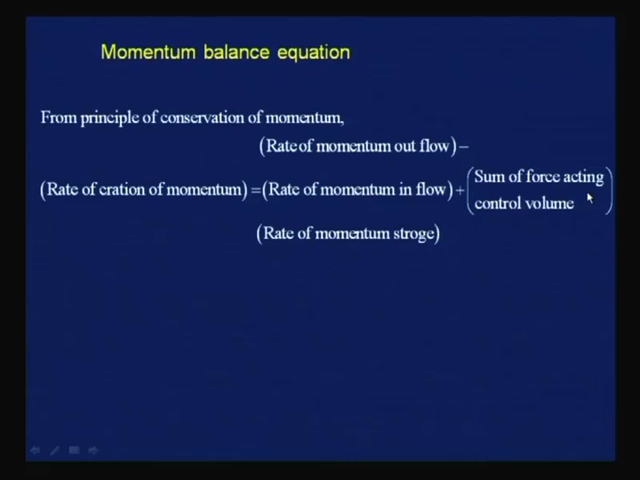 Momentum balance equation
From principle of conservation of momentum,
(Rate of momentum out flow) −
(Rate of cration of momentum) = (Rate of momentum in flow) + (Sum of force acting
control volume)
(Rate of momentum stroge)